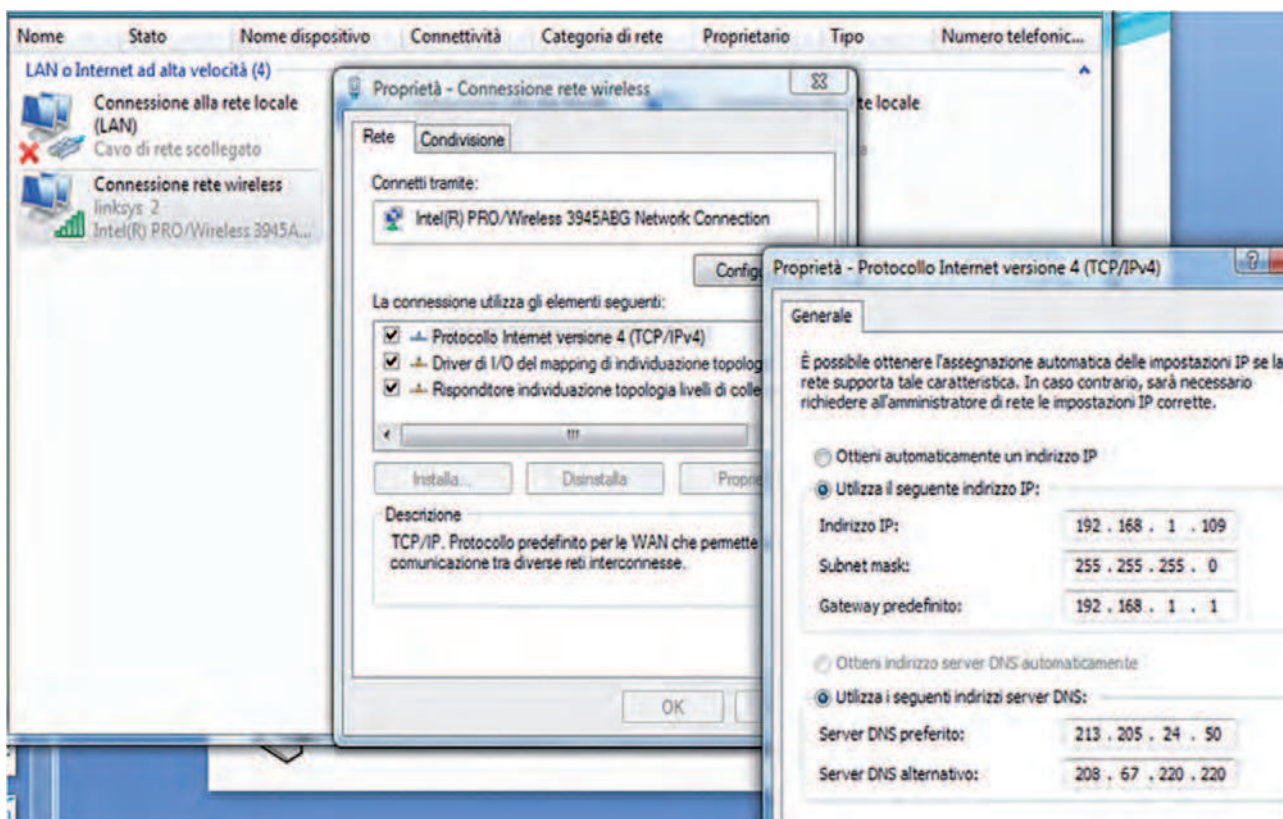 Nome Stato Nome dispositivo Connettività Categoria di rete Proprietario Tipo Numero telefonic...
LAN o Internet ad alta velocità (4)
Connessione alla rete locale
(LAN)
Cavo di rete scollegato
Connessione rete wireless
linksys 2
Intel(R) PRO/Wireless 3945A...
te locale
Proprietà - Connessione rete wireless
Rete Condivisione
Connetti tramite:
Intel(R) PRO/Wireless 3945ABG Network Connection
Configu
La connessione utilizza gli elementi seguenti:
Protocollo Internet versione 4 (TCP/IPv4)
Driver di I/O del mapping di individuazione topolog
Risponditore individuazione topologia livelli di colle
Installa... Disinstalla Proprie
Descrizione
TCP/IP. Protocollo predefinito per le WAN che permette
comunicazione tra diverse reti interconnesse.
OK
Proprietà - Protocollo Internet versione 4 (TCP/IPv4)
Generale
È possibile ottenere l'assegnazione automatica delle impostazioni IP se la
rete supporta tale caratteristica. In caso contrario, sarà necessario
richiedere all'amministratore di rete le impostazioni IP corrette.
Ottieni automaticamente un indirizzo IP
Utilizza il seguente indirizzo IP:
Indirizzo IP: 192 . 168 . 1 . 109
Subnet mask: 255 . 255 . 255 . 0
Gateway predefinito: 192 . 168 . 1 . 1
Ottieni indirizzo server DNS automaticamente
Utilizza i seguenti indirizzi server DNS:
Server DNS preferito: 213 . 205 . 24 . 50
Server DNS alternativo: 208 . 67 . 220 . 220